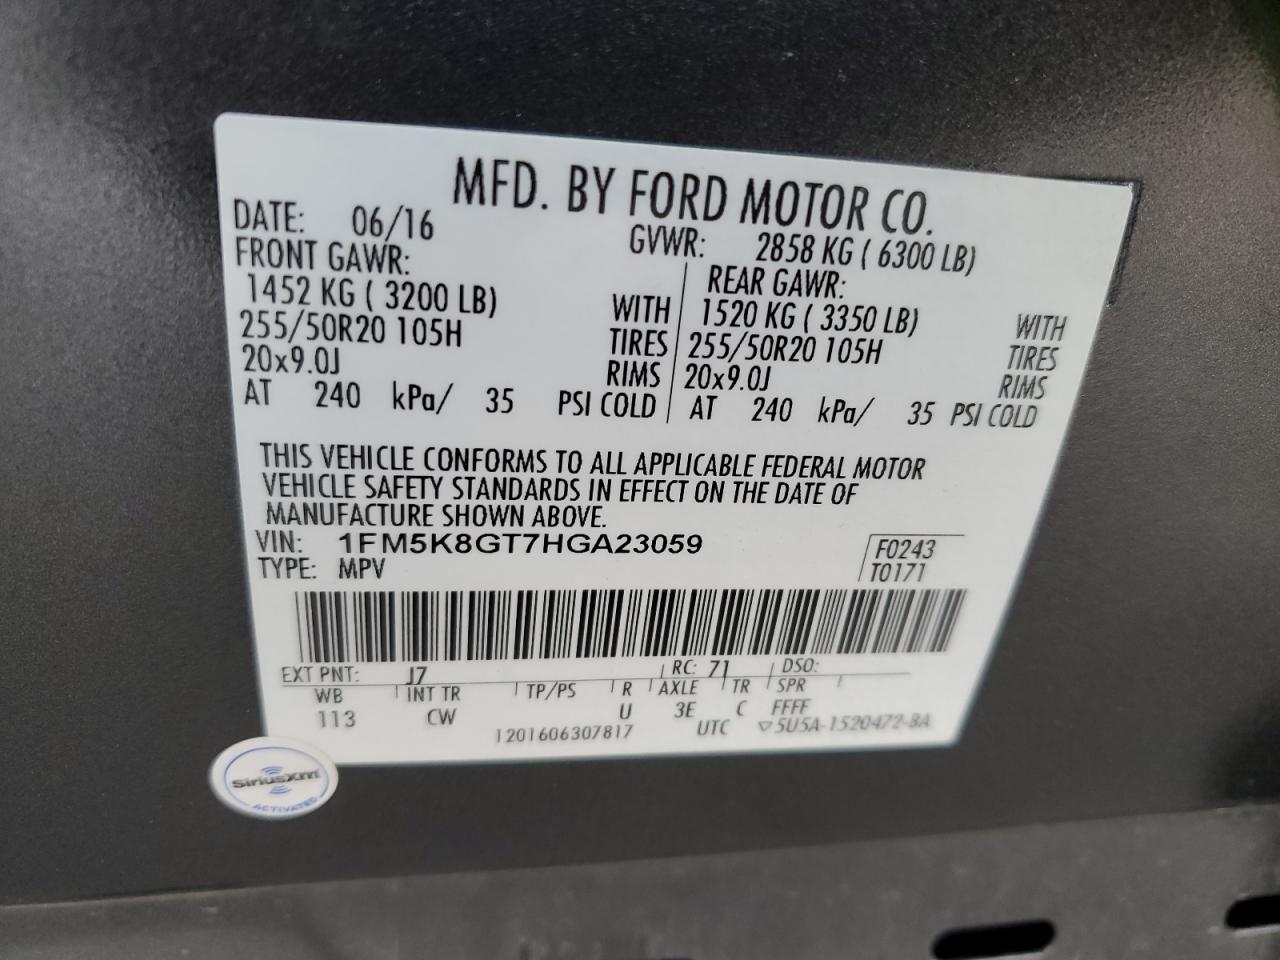 MFD. BY FORD MOTOR CO.
DATE: 06/16 GVWR: 2858 KG ( 6300 LB)
FRONT GAWR: REAR GAWR:
1452 KG ( 3200 LB) WITH 1520 KG ( 3350 LB) WITH
255/50R20 105H TIRES 255/50R20 105H TIRES
20x9.0J RIMS 20x9.0J RIMS
AT 240 kPa/ 35 PSI COLD AT 240 kPa/ 35 PSI COLD
THIS VEHICLE CONFORMS TO ALL APPLICABLE FEDERAL MOTOR
VEHICLE SAFETY STANDARDS IN EFFECT ON THE DATE OF
MANUFACTURE SHOWN ABOVE.
VIN: 1FM5K8GT7HGA23059 F0243
TYPE: MPV T0171
EXT PNT: J7 RC: 71 DSO:
WB INT TR TP/PS R AXLE TR SPR
113 CW U 3E C FFFF
1201606307817 UTC 5U5A-1520472-BA
SiriusXM
ACTIVATED